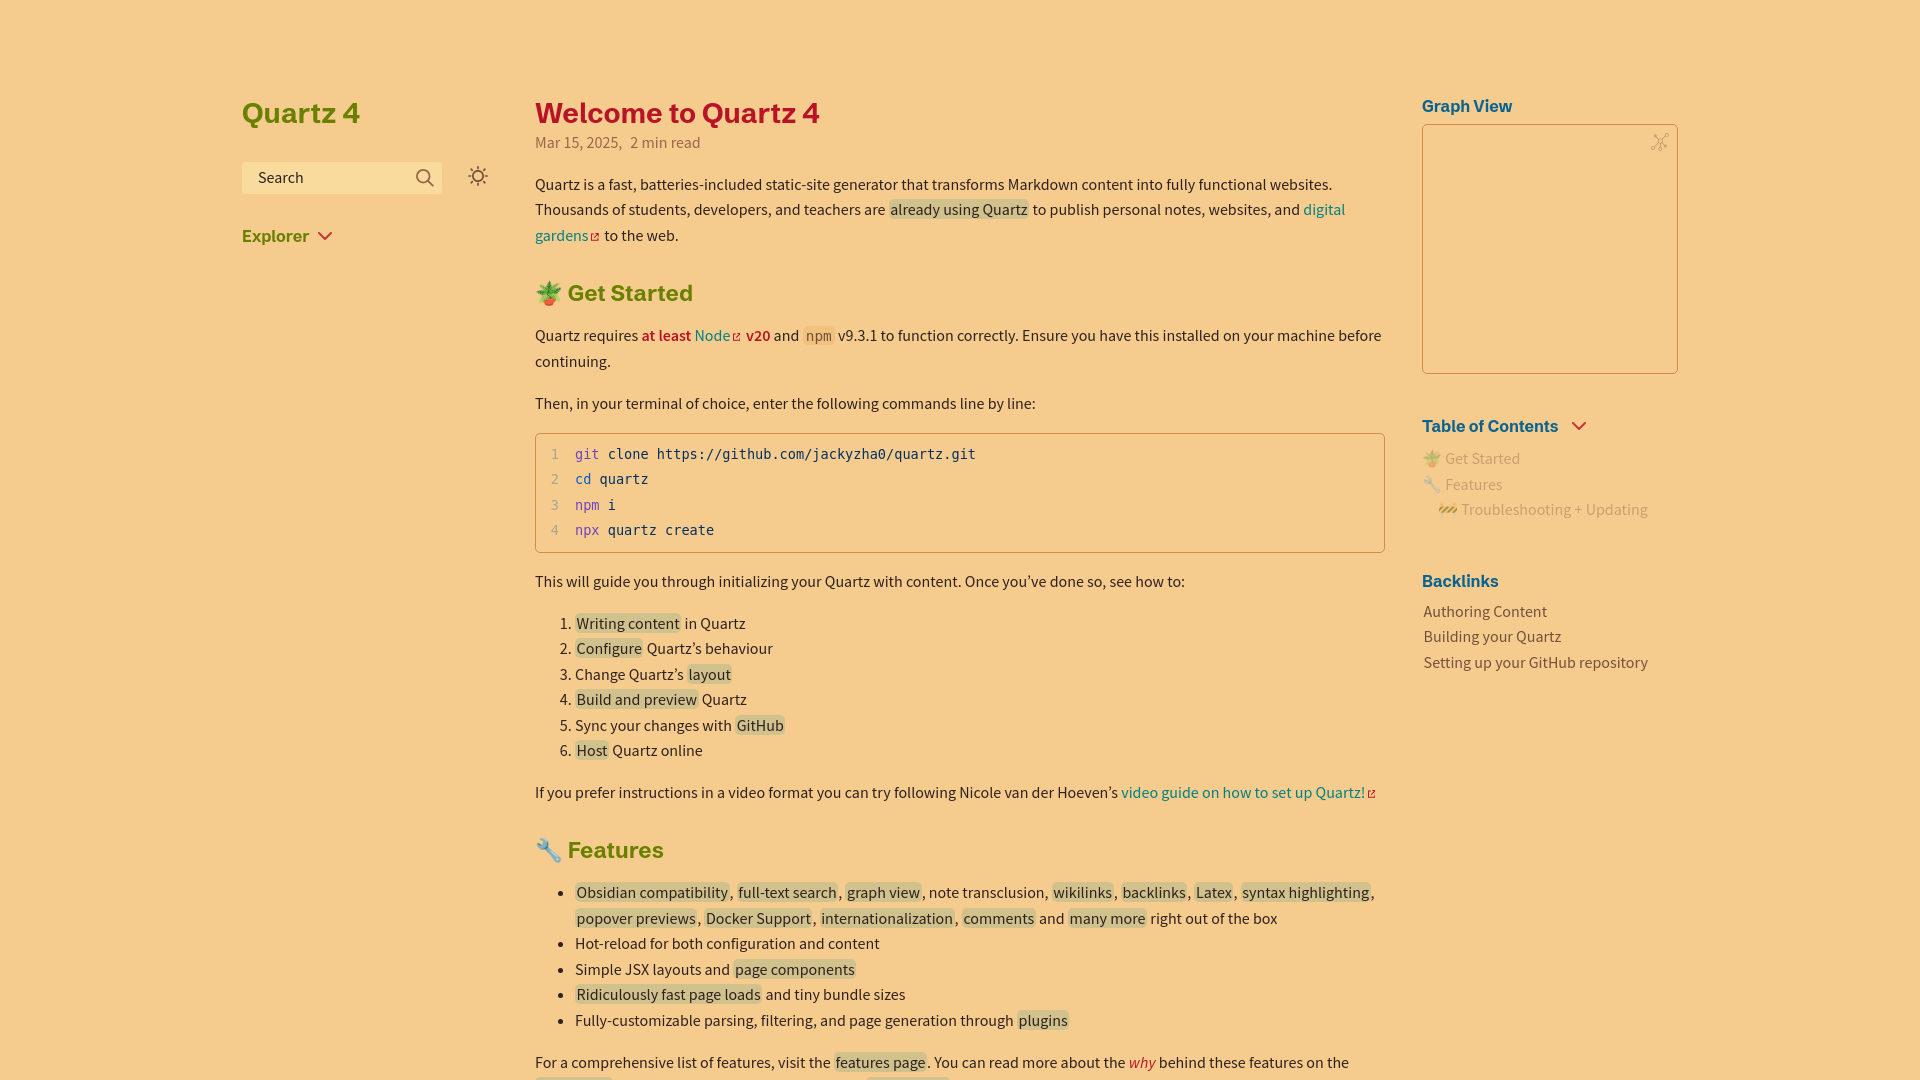 Quartz 4
Search
Explorer
Welcome to Quartz 4
Mar 15, 2025, 2 min read
Quartz is a fast, batteries-included static-site generator that transforms Markdown content into fully functional websites.
Thousands of students, developers, and teachers are already using Quartz to publish personal notes, websites, and digital
gardens to the web.
🪴 Get Started
Quartz requires at least Node v20 and npm v9.3.1 to function correctly. Ensure you have this installed on your machine before
continuing.
Then, in your terminal of choice, enter the following commands line by line:
1 git clone https://github.com/jackyzha0/quartz.git
2 cd quartz
3 npm i
4 npx quartz create
This will guide you through initializing your Quartz with content. Once you’ve done so, see how to:
1. Writing content in Quartz
2. Configure Quartz’s behaviour
3. Change Quartz’s layout
4. Build and preview Quartz
5. Sync your changes with GitHub
6. Host Quartz online
If you prefer instructions in a video format you can try following Nicole van der Hoeven’s video guide on how to set up Quartz!
🔧 Features
• Obsidian compatibility, full-text search, graph view, note transclusion, wikilinks, backlinks, Latex, syntax highlighting,
popover previews, Docker Support, internationalization, comments and many more right out of the box
• Hot-reload for both configuration and content
• Simple JSX layouts and page components
• Ridiculously fast page loads and tiny bundle sizes
• Fully-customizable parsing, filtering, and page generation through plugins
For a comprehensive list of features, visit the features page. You can read more about the why behind these features on the
Graph View
Table of Contents
🪴 Get Started
🔧 Features
🚧 Troubleshooting + Updating
Backlinks
Authoring Content
Building your Quartz
Setting up your GitHub repository